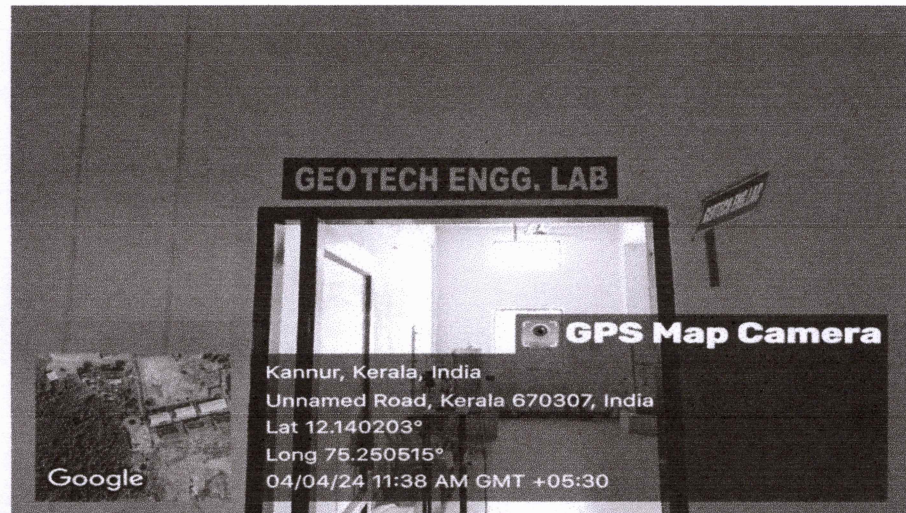 GEOTECH ENGG. LAB
GPS Map Camera
Kannur, Kerala, India
Unnamed Road, Kerala 670307, India
Lat 12.140203°
Long 75.250515°
04/04/24 11:38 AM GMT +05:30
Google